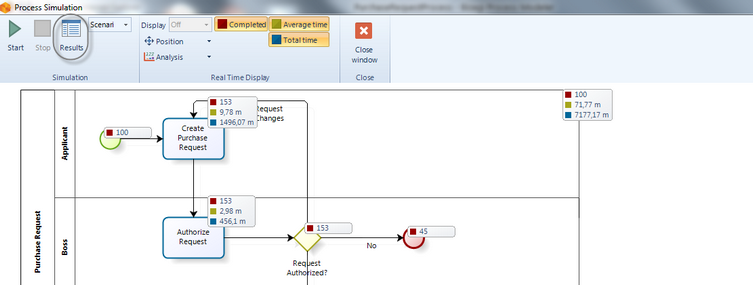 Process Simulation
Start
Stop
Results
Scenari
Simulation
Display
Off
Position
Analysis
Completed
Average time
Total time
Real Time Display
Close
window
Close
100
71,77 m
7177,17 m
Purchase Request
Applicant
100
153
9,78 m
1496,07 m
Request
Changes
Create
Purchase
Request
Boss
153
2,98 m
456,1 m
Authorize
Request
153
Request
Authorized?
No
45